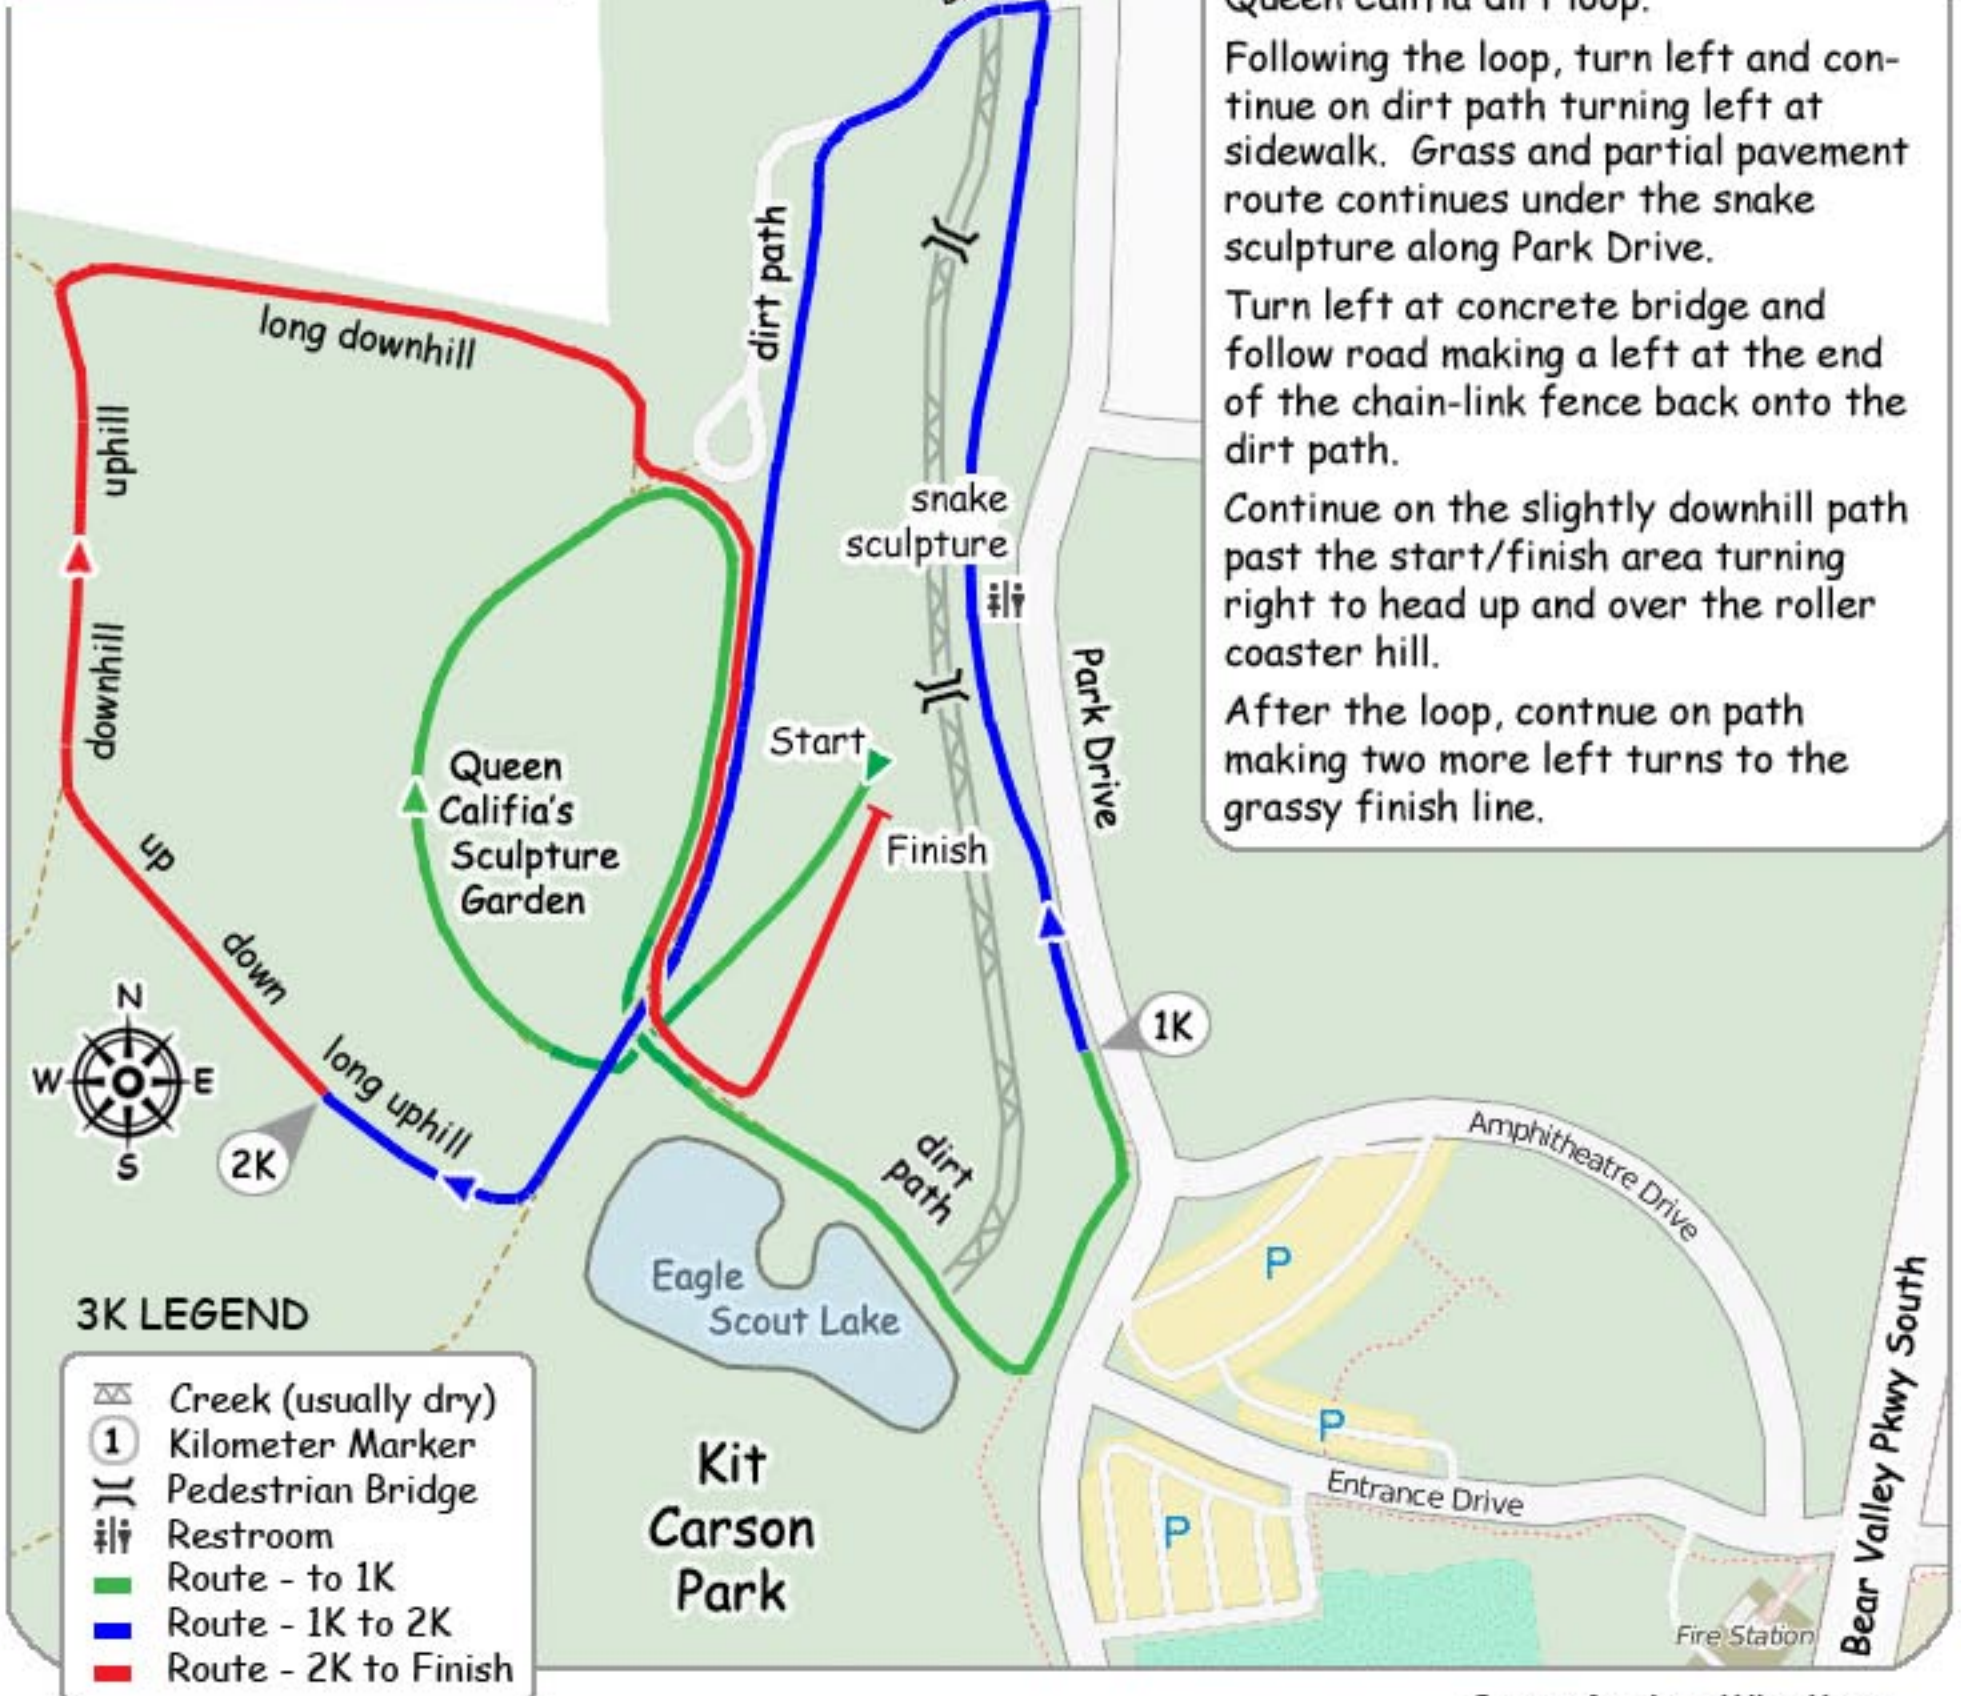 Queen Califia dirt loop.
Following the loop, turn left and con-
tinue on dirt path turning left at
sidewalk. Grass and partial pavement
route continues under the snake
sculpture along Park Drive.
Turn left at concrete bridge and
follow road making a left at the end
of the chain-link fence back onto the
dirt path.
Continue on the slightly downhill path
past the start/finish area turning
right to head up and over the roller
coaster hill.
After the loop, contnue on path
making two more left turns to the
grassy finish line.
dirt path
long downhill
uphill
downhill
snake
sculpture
Park Drive
Start
Finish
Queen
Califia's
Sculpture
Garden
up
down
long uphill
N
W
E
S
1K
2K
dirt
path
Amphitheatre Drive
P
Eagle
Scout Lake
P
Entrance Drive
P
Bear Valley Pkwy South
Fire Station
Kit
Carson
Park
3K LEGEND
Creek (usually dry)
1 Kilometer Marker
Pedestrian Bridge
Restroom
Route - to 1K
Route - 1K to 2K
Route - 2K to Finish